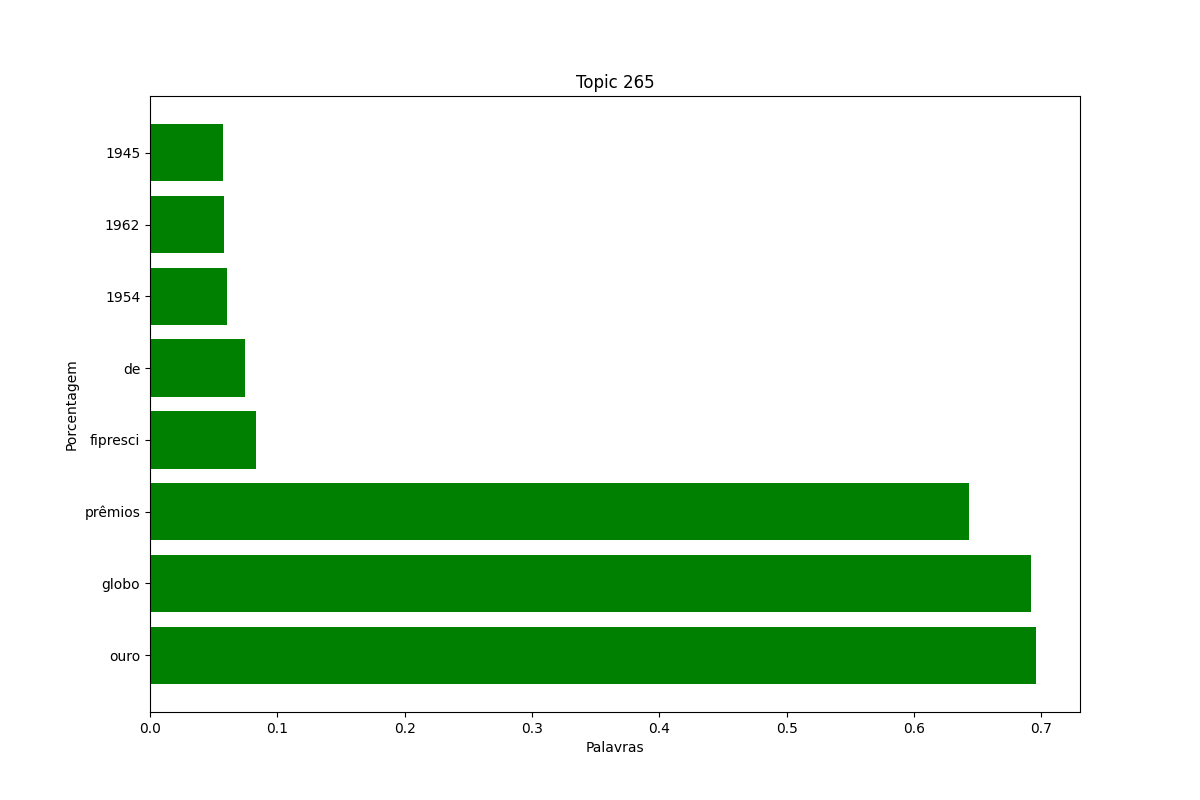 Topic 265
1945
1962
1954
de
fipresci
prêmios
globo
ouro
Porcentagem
0.0 0.1 0.2 0.3 0.4 0.5 0.6 0.7
Palavras